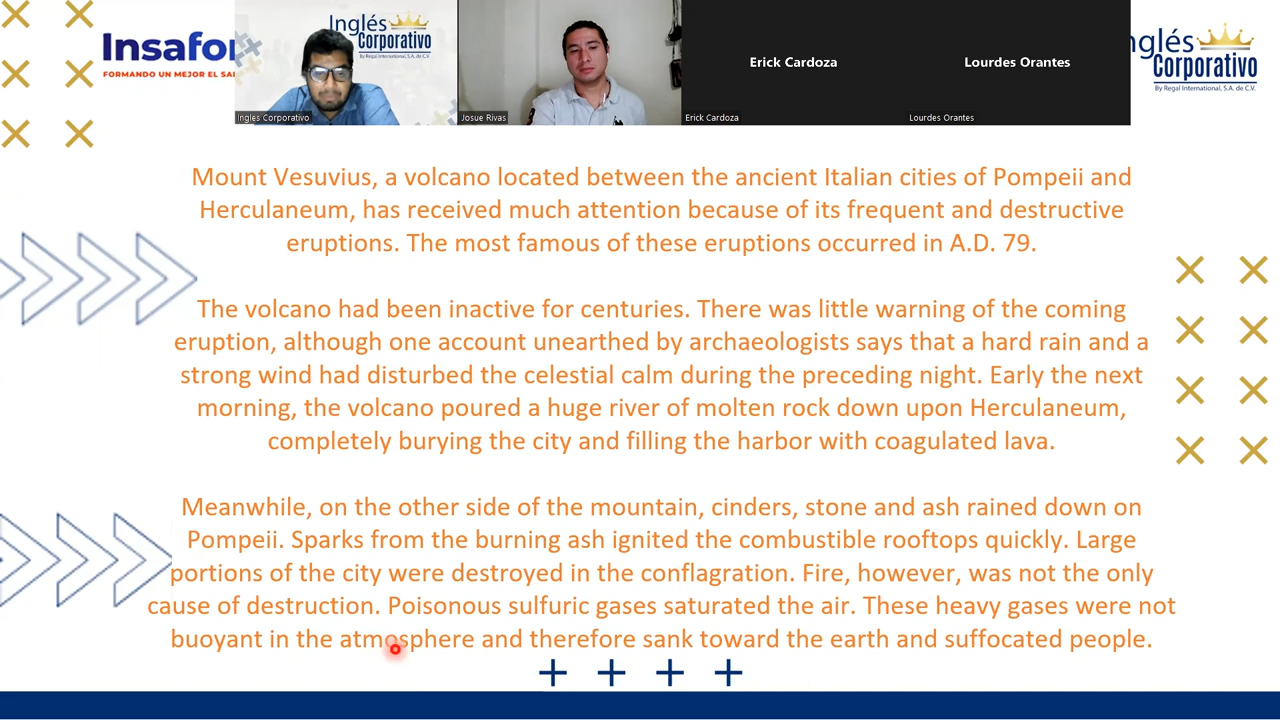 Insafo
FORMANDO UN MEJOR EL SA
Inglés
Corporativo
By Regal International, S.A. de C.V.
Ingles Corporativo
Josue Rivas
Erick Cardoza
Erick Cardoza
Lourdes Orantes
Lourdes Orantes
nglés
Corporativo
By Regal International, S.A. de C.V.
Mount Vesuvius, a volcano located between the ancient Italian cities of Pompeii and
Herculaneum, has received much attention because of its frequent and destructive
eruptions. The most famous of these eruptions occurred in A.D. 79.
The volcano had been inactive for centuries. There was little warning of the coming
eruption, although one account unearthed by archaeologists says that a hard rain and a
strong wind had disturbed the celestial calm during the preceding night. Early the next
morning, the volcano poured a huge river of molten rock down upon Herculaneum,
completely burying the city and filling the harbor with coagulated lava.
Meanwhile, on the other side of the mountain, cinders, stone and ash rained down on
Pompeii. Sparks from the burning ash ignited the combustible rooftops quickly. Large
portions of the city were destroyed in the conflagration. Fire, however, was not the only
cause of destruction. Poisonous sulfuric gases saturated the air. These heavy gases were not
buoyant in the atmosphere and therefore sank toward the earth and suffocated people.